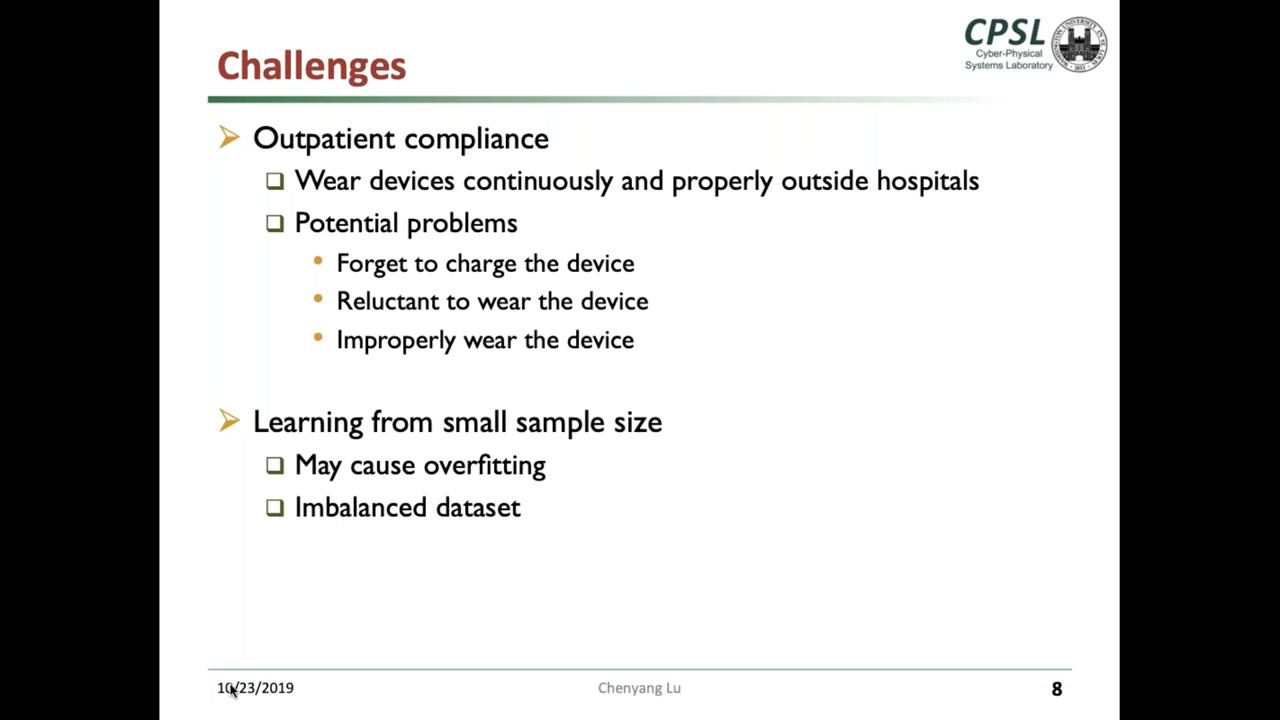 CPSL
Cyber-Physical
Systems Laboratory
Challenges
Outpatient compliance
Wear devices continuously and properly outside hospitals
Potential problems
Forget to charge the device
Reluctant to wear the device
Improperly wear the device
Learning from small sample size
May cause overfitting
Imbalanced dataset
10/23/2019
Chenyang Lu
8